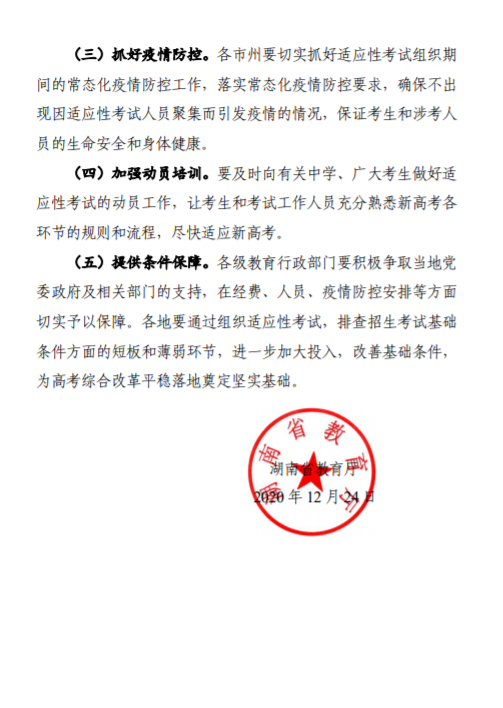 （三）抓好疫情防控。各市州要切实抓好适应性考试组织期
间的常态化疫情防控工作，落实常态化疫情防控要求，确保不出
现因适应性考试人员聚集而引发疫情的情况，保证考生和涉考人
员的生命安全和身体健康。
（四）加强动员培训。要及时向有关中学、广大考生做好适
应性考试的动员工作，让考生和考试工作人员充分熟悉新高考各
环节的规则和流程，尽快适应新高考。
（五）提供条件保障。各级教育行政部门要积极争取当地党
委政府及相关部门的支持，在经费、人员、疫情防控安排等方面
切实予以保障。各地要通过组织适应性考试，排查招生考试基础
条件方面的短板和薄弱环节，进一步加大投入，改善基础条件，
为高考综合改革平稳落地奠定坚实基础。
湖南省教育厅
湖南省教育厅
2020 年 12 月 24 日